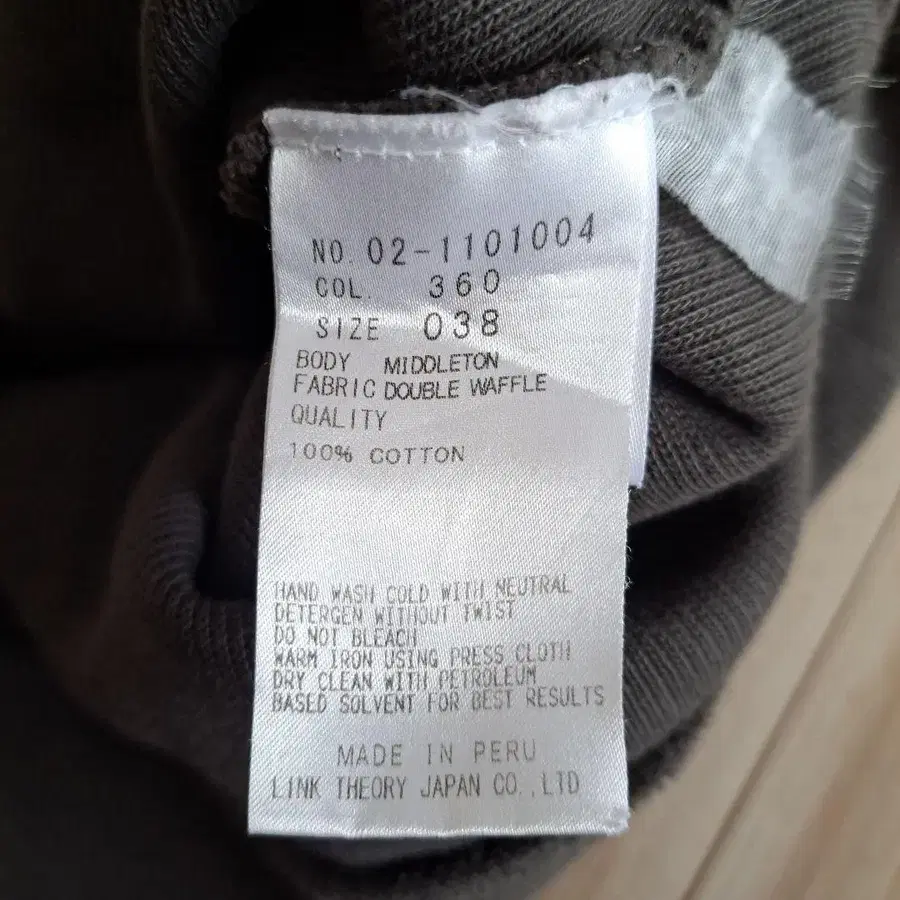 NO. 02-1101004
COL. 360
SIZE 038
BODY MIDDLETON
FABRIC DOUBLE WAFFLE
QUALITY
100% COTTON
HAND WASH COLD WITH NEUTRAL
DETERGEN WITHOUT TWIST
DO NOT BLEACH
WARM IRON USING PRESS CLOTH
DRY CLEAN WITH PETROLEUM
BASED SOLVENT FOR BEST RESULTS
MADE IN PERU
LINK THEORY JAPAN CO.,LTD